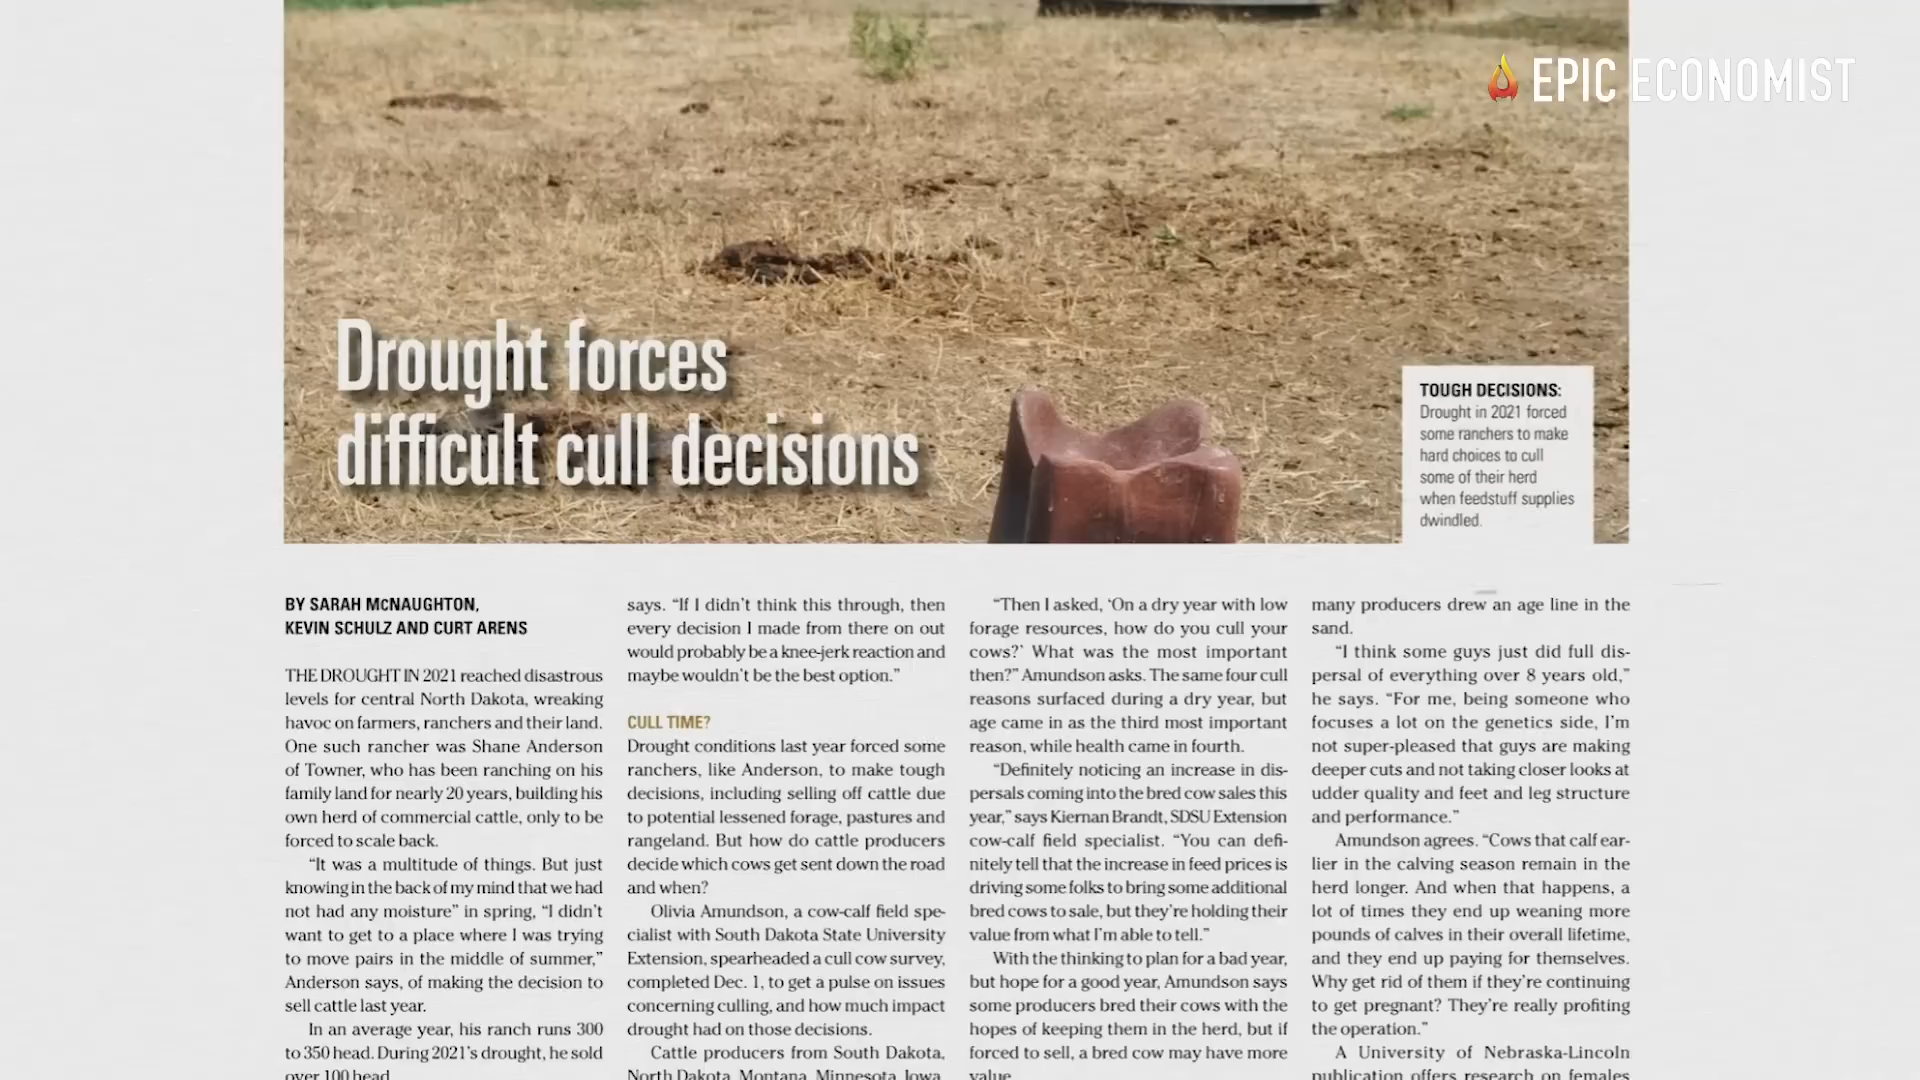 EPIC ECONOMIST
Drought forces
difficult cull decisions
TOUGH DECISIONS:
Drought in 2021 forced
some ranchers to make
hard choices to cull
some of their herd
when feedstuff supplies
dwindled.
BY SARAH McNAUGHTON,
KEVIN SCHULZ AND CURT ARENS
THE DROUGHT IN 2021 reached disastrous
levels for central North Dakota, wreaking
havoc on farmers, ranchers and their land.
One such rancher was Shane Anderson
of Towner, who has been ranching on his
family land for nearly 20 years, building his
own herd of commercial cattle, only to be
forced to scale back.
“It was a multitude of things. But just
knowing in the back of my mind that we had
not had any moisture” in spring, “I didn’t
want to get to a place where I was trying
to move pairs in the middle of summer,”
Anderson says, of making the decision to
sell cattle last year.
In an average year, his ranch runs 300
to 350 head. During 2021’s drought, he sold
over 100 head.
says. “If I didn’t think this through, then
every decision I made from there on out
would probably be a knee-jerk reaction and
maybe wouldn’t be the best option.”
CULL TIME?
Drought conditions last year forced some
ranchers, like Anderson, to make tough
decisions, including selling off cattle due
to potential lessened forage, pastures and
rangeland. But how do cattle producers
decide which cows get sent down the road
and when?
Olivia Amundson, a cow-calf field spe-
cialist with South Dakota State University
Extension, spearheaded a cull cow survey,
completed Dec. 1, to get a pulse on issues
concerning culling, and how much impact
drought had on those decisions.
Cattle producers from South Dakota,
North Dakota, Montana, Minnesota, Iowa,
“Then I asked, ‘On a dry year with low
forage resources, how do you cull your
cows?’ What was the most important
then?” Amundson asks. The same four cull
reasons surfaced during a dry year, but
age came in as the third most important
reason, while health came in fourth.
“Definitely noticing an increase in dis-
persals coming into the bred cow sales this
year,” says Kiernan Brandt, SDSU Extension
cow-calf field specialist. “You can defi-
nitely tell that the increase in feed prices is
driving some folks to bring some additional
bred cows to sale, but they’re holding their
value from what I’m able to tell.”
With the thinking to plan for a bad year,
but hope for a good year, Amundson says
some producers bred their cows with the
hopes of keeping them in the herd, but if
forced to sell, a bred cow may have more
value.
many producers drew an age line in the
sand.
“I think some guys just did full dis-
persal of everything over 8 years old,”
he says. “For me, being someone who
focuses a lot on the genetics side, I’m
not super-pleased that guys are making
deeper cuts and not taking closer looks at
udder quality and feet and leg structure
and performance.”
Amundson agrees. “Cows that calf ear-
lier in the calving season remain in the
herd longer. And when that happens, a
lot of times they end up weaning more
pounds of calves in their overall lifetime,
and they end up paying for themselves.
Why get rid of them if they’re continuing
to get pregnant? They’re really profiting
the operation.”
A University of Nebraska-Lincoln
publication offers research on females